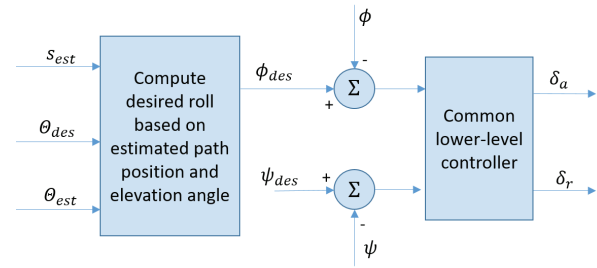 ϕ
s_est
-
Compute
desired roll
based on
estimated path
position and
elevation angle
ϕ_des
Σ
+
δ_a
Θ_des
Common
lower-level
controller
ψ_des
+
Σ
δ_r
Θ_est
-
ψ